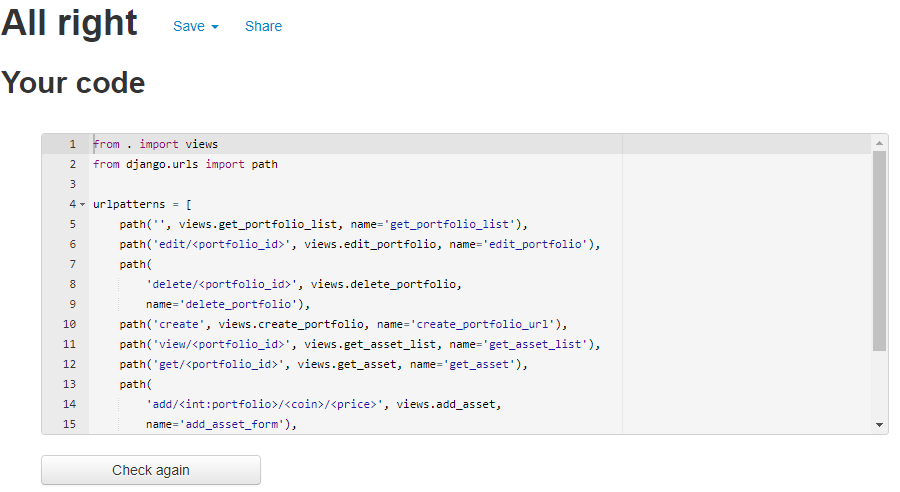 All right Save Share
Your code
1 from . import views
2 from django.urls import path
3
4 urlpatterns = [
5 path('', views.get_portfolio_list, name='get_portfolio_list'),
6 path('edit/<portfolio_id>', views.edit_portfolio, name='edit_portfolio'),
7 path(
8 'delete/<portfolio_id>', views.delete_portfolio,
9 name='delete_portfolio'),
10 path('create', views.create_portfolio, name='create_portfolio_url'),
11 path('view/<portfolio_id>', views.get_asset_list, name='get_asset_list'),
12 path('get/<portfolio_id>', views.get_asset, name='get_asset'),
13 path(
14 'add/<int:portfolio>/<coin>/<price>', views.add_asset,
15 name='add_asset_form'),
Check again